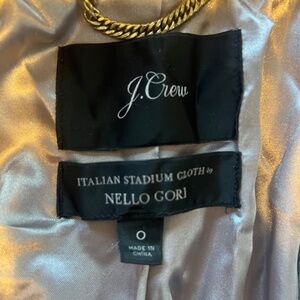 J.Crew
ITALIAN STADIUM CLOTH by
NELLO GORI
0
MADE IN
CHINA